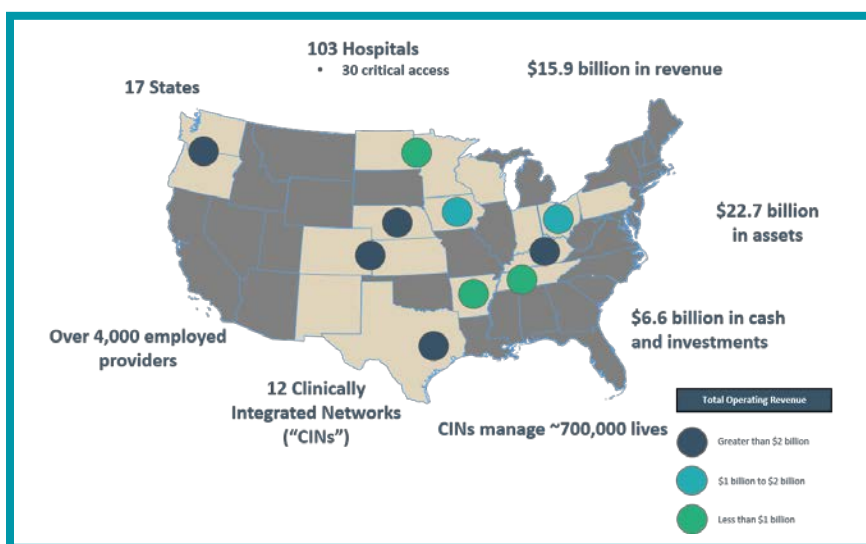 103 Hospitals
• 30 critical access
$15.9 billion in revenue
17 States
$22.7 billion
in assets
$6.6 billion in cash
and investments
Over 4,000 employed
providers
12 Clinically
Integrated Networks
(“CINs”)
CINs manage ~700,000 lives
Total Operating Revenue
Greater than $2 billion
$1 billion to $2 billion
Less than $1 billion